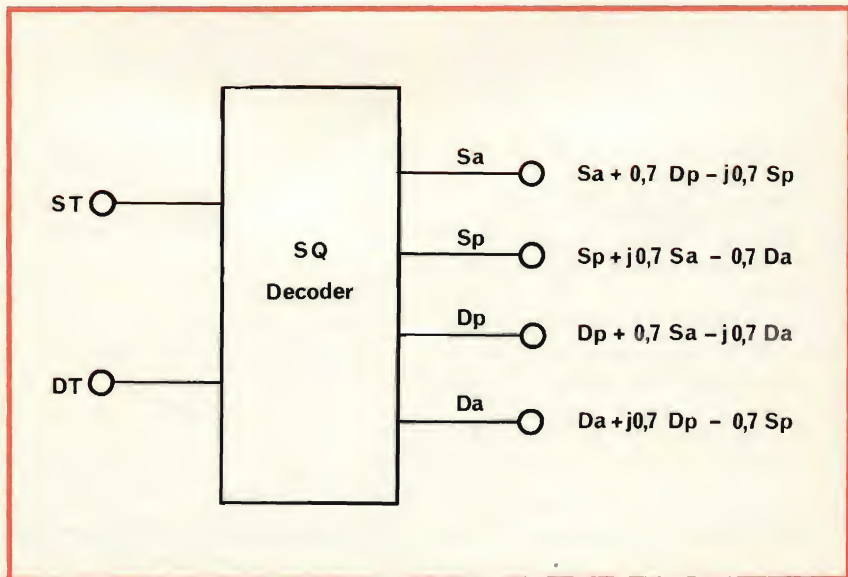 Sa
Sa + 0,7 Dp – j0,7 Sp
ST
Sp
Sp + j0,7 Sa – 0,7 Da
SQ
Decoder
Dp
Dp + 0,7 Sa – j0,7 Da
DT
Da
Da + j0,7 Dp – 0,7 Sp